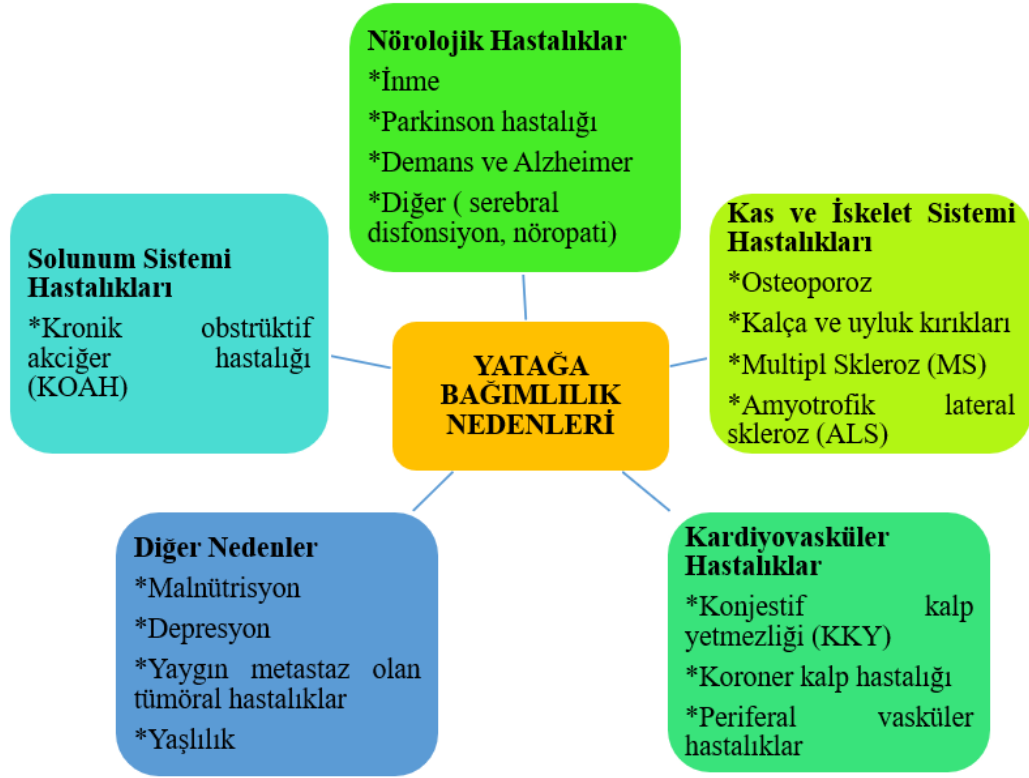 Nörolojik Hastalıklar
*İnme
*Parkinson hastalığı
*Demans ve Alzheimer
*Diğer ( serebral
disfonsiyon, nöropati)
Solunum Sistemi
Hastalıkları
*Kronik obstrüktif
akciğer hastalığı
(KOAH)
YATAĞA
BAĞIMLILIK
NEDENLERİ
Kas ve İskelet Sistemi
Hastalıkları
*Osteoporoz
*Kalça ve uyluk kırıkları
*Multipl Skleroz (MS)
*Amyotrofik lateral
skleroz (ALS)
Diğer Nedenler
*Malnütrisyon
*Depresyon
*Yaygın metastaz olan
tümöral hastalıklar
*Yaşlılık
Kardiyovasküler
Hastalıklar
*Konjestif kalp
yetmezliği (KKY)
*Koroner kalp hastalığı
*Periferal vasküler
hastalıklar